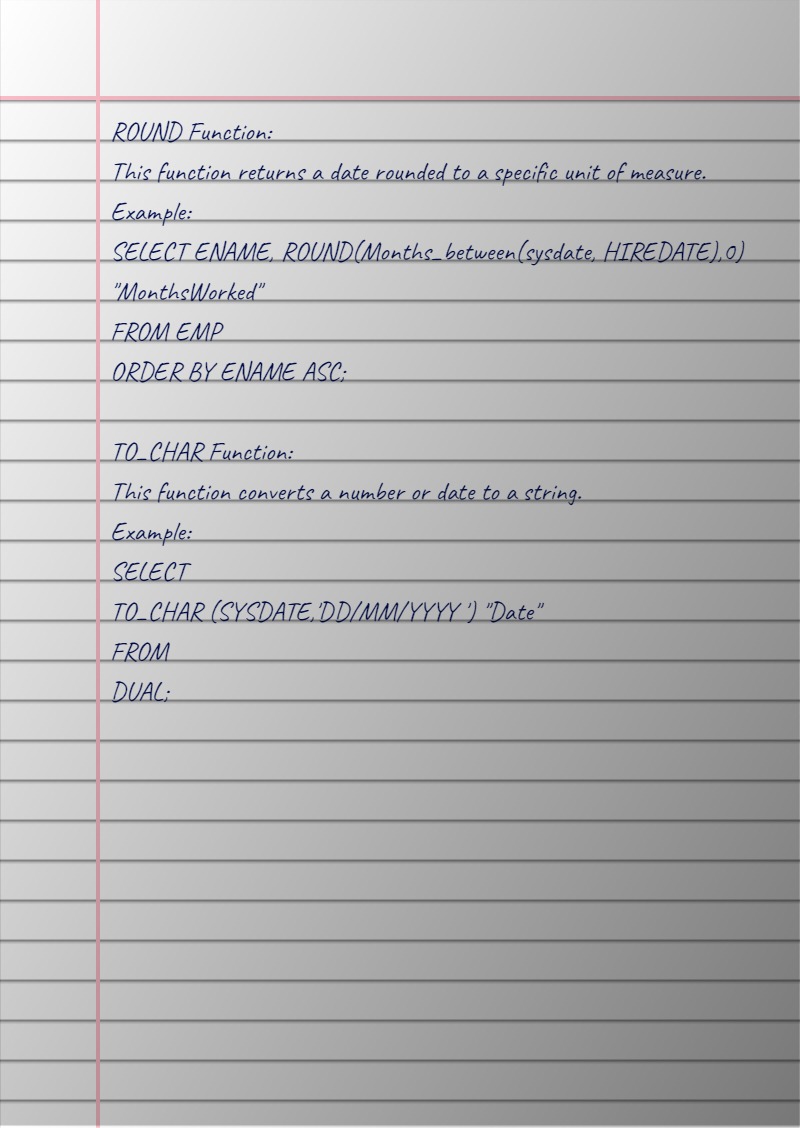 ROUND Function:
This function returns a date rounded to a specific unit of measure.
Example:
SELECT ENAME, ROUND(Months_between(sysdate, HIREDATE),0)
"MonthsWorked"
FROM EMP
ORDER BY ENAME ASC;
TO_CHAR Function:
This function converts a number or date to a string.
Example:
SELECT
TO_CHAR (SYSDATE,'DD/MM/YYYY ') "Date"
FROM
DUAL;